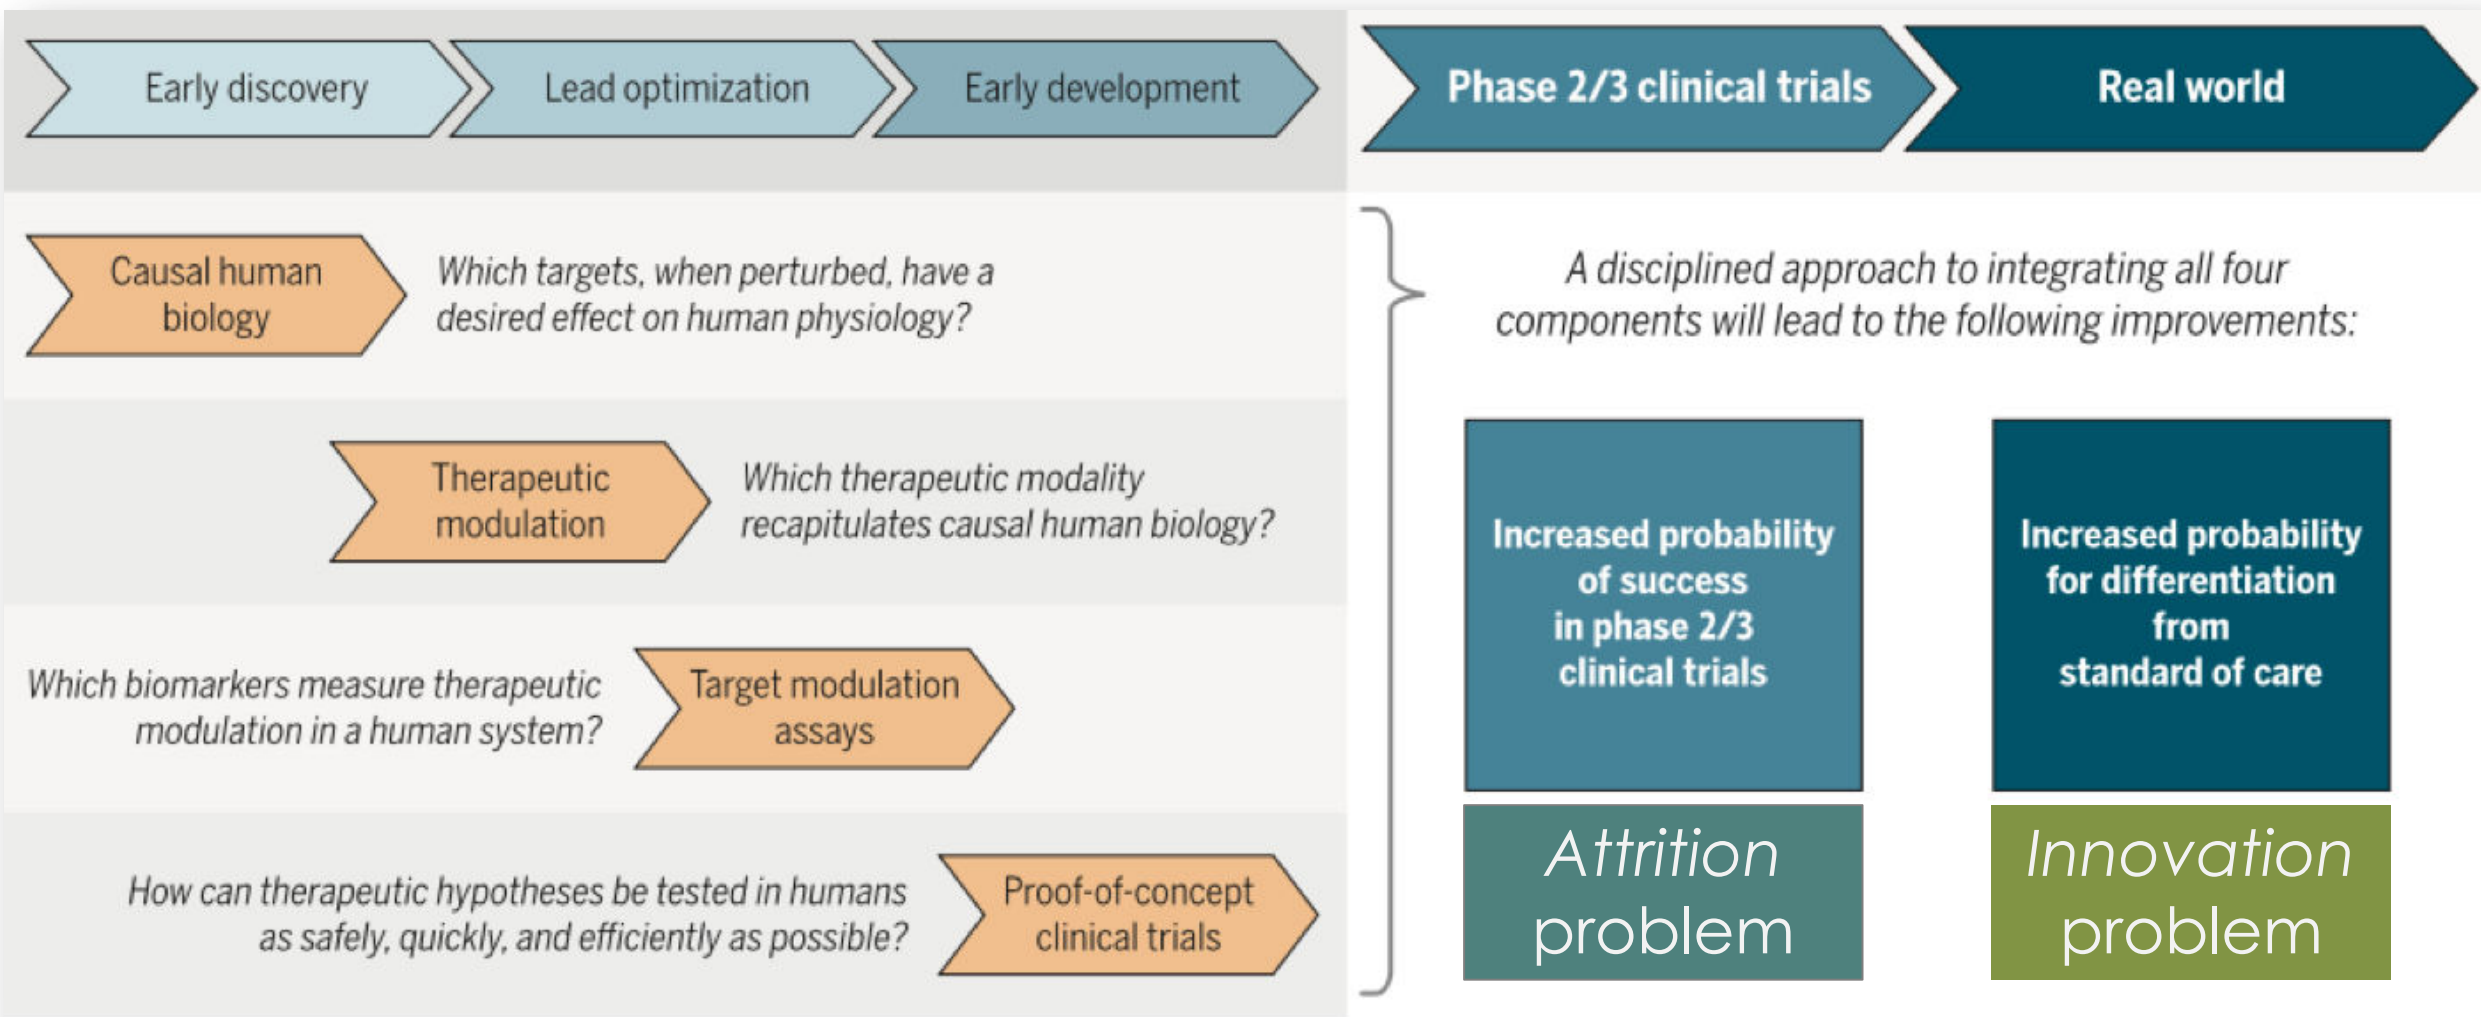 Early discovery
Lead optimization
Early development
Phase 2/3 clinical trials
Real world
Causal human
biology
Which targets, when perturbed, have a
desired effect on human physiology?
Therapeutic
modulation
Which therapeutic modality
recapitulates causal human biology?
Which biomarkers measure therapeutic
modulation in a human system?
Target modulation
assays
How can therapeutic hypotheses be tested in humans
as safely, quickly, and efficiently as possible?
Proof-of-concept
clinical trials
A disciplined approach to integrating all four
components will lead to the following improvements:
Increased probability
of success
in phase 2/3
clinical trials
Attrition
problem
Increased probability
for differentiation
from
standard of care
Innovation
problem